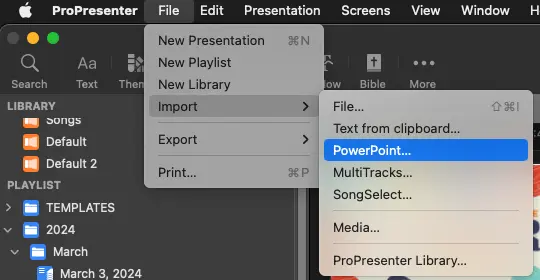 ProPresenter File Edit Presentation Screens View Window
New Presentation ⌘N
New Playlist
New Library
Import
Export
Print... ⌘P
File... ⇧⌘I
Text from clipboard...
PowerPoint...
MultiTracks...
SongSelect...
Media...
ProPresenter Library...
Search Text Bible More
LIBRARY
Songs
Default
Default 2
PLAYLIST
TEMPLATES
2024
March
March 3, 2024